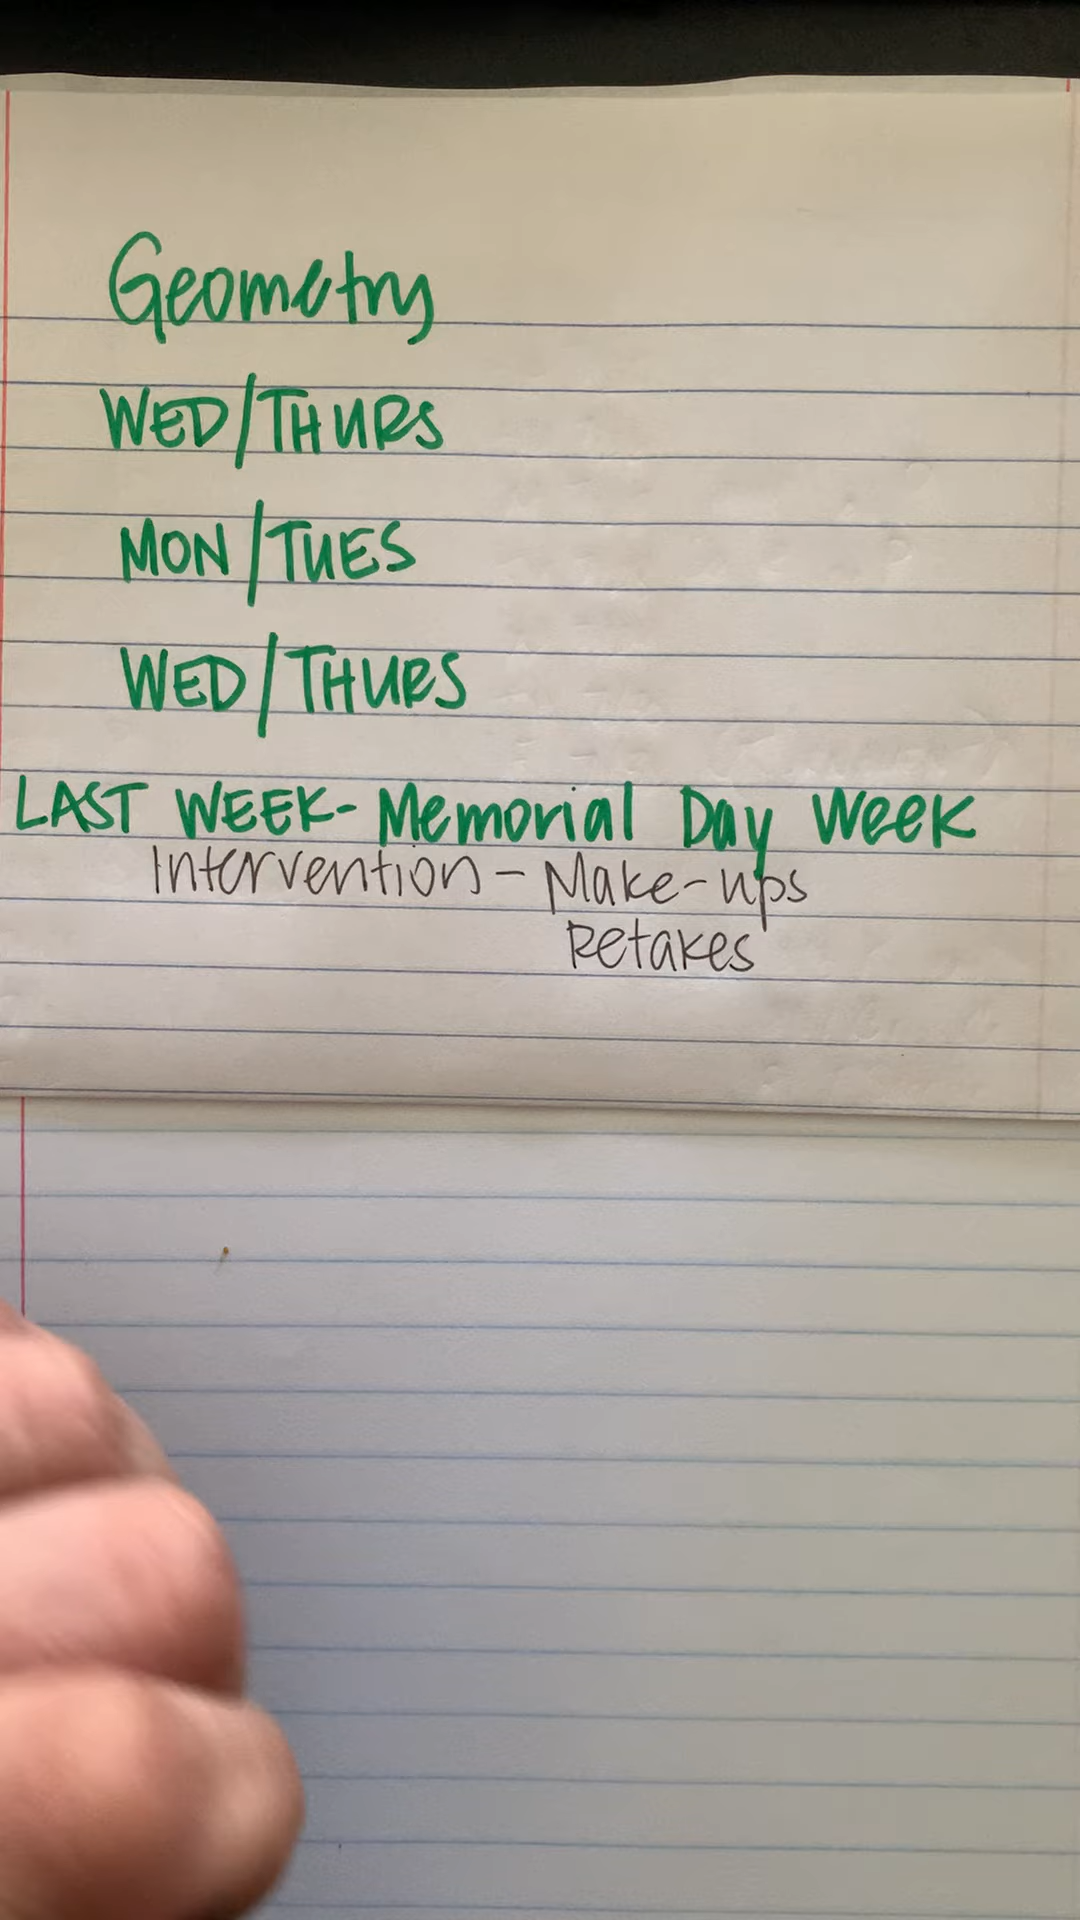 Geometry
WED/THURS
MON/TUES
WED/THURS
LAST WEEK- Memorial Day Week
Intervention - Make-ups
Retakes